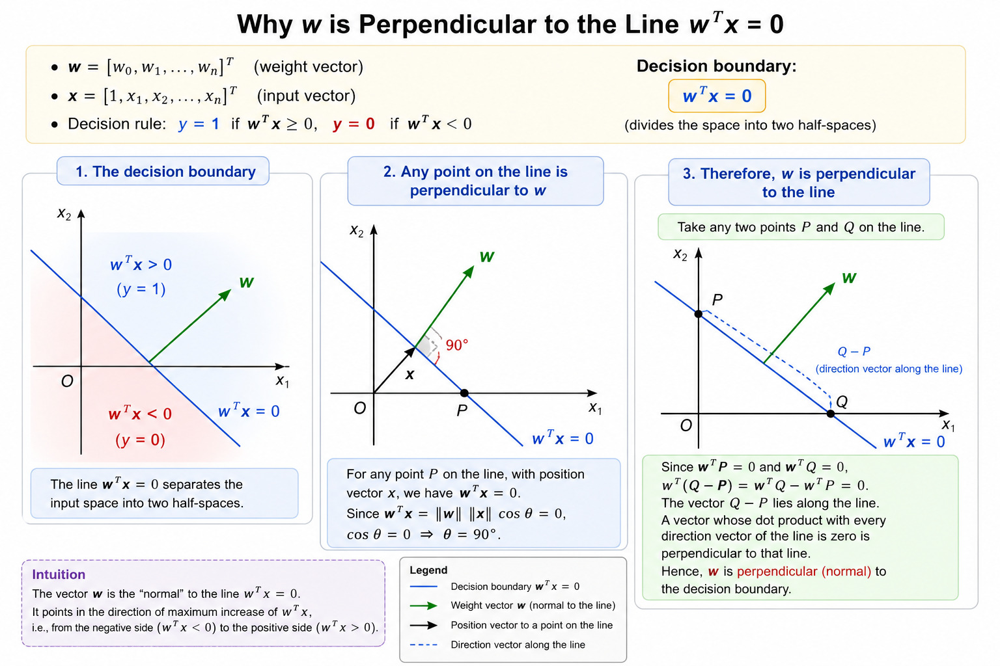 Why w is Perpendicular to the Line wᵀx = 0
• w = [w₀, w₁, . . . , wₙ]ᵀ (weight vector)
• x = [1, x₁, x₂, . . . , xₙ]ᵀ (input vector)
• Decision rule: y = 1 if wᵀx ≥ 0, y = 0 if wᵀx < 0
Decision boundary:
wᵀx = 0
(divides the space into two half-spaces)
1. The decision boundary
x₂
wᵀx > 0
(y = 1)
w
O
x₁
wᵀx < 0
(y = 0)
wᵀx = 0
The line wᵀx = 0 separates the
input space into two half-spaces.
2. Any point on the line is
perpendicular to w
x₂
w
90°
x
O
P
x₁
wᵀx = 0
For any point P on the line, with position
vector x, we have wᵀx = 0.
Since wᵀx = ‖w‖ ‖x‖ cos θ = 0,
cos θ = 0 ⇒ θ = 90°.
3. Therefore, w is perpendicular
to the line
Take any two points P and Q on the line.
x₂
w
P
Q − P
(direction vector along the line)
Q
O
x₁
wᵀx = 0
Since wᵀP = 0 and wᵀQ = 0,
wᵀ(Q − P) = wᵀQ − wᵀP = 0.
The vector Q − P lies along the line.
A vector whose dot product with every
direction vector of the line is zero is
perpendicular to that line.
Hence, w is perpendicular (normal) to
the decision boundary.
Intuition
The vector w is the “normal” to the line wᵀx = 0.
It points in the direction of maximum increase of wᵀx,
i.e., from the negative side (wᵀx < 0) to the positive side (wᵀx > 0).
Legend
Decision boundary wᵀx = 0
Weight vector w (normal to the line)
Position vector to a point on the line
Direction vector along the line